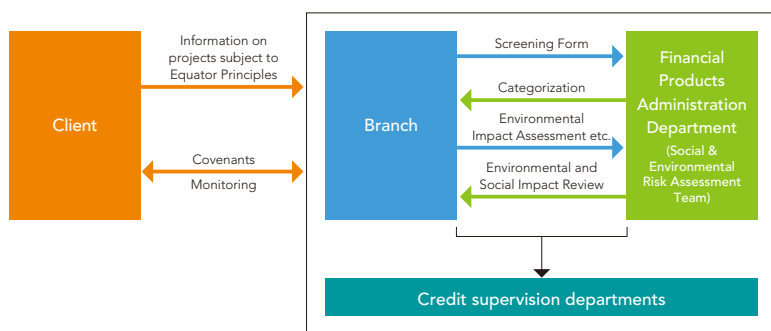 Client
Information on
projects subject to
Equator Principles
Covenants
Monitoring
Branch
Screening Form
Categorization
Environmental
Impact Assessment etc.
Environmental and
Social Impact Review
Financial
Products
Administration
Department
(Social &
Environmental
Risk Assessment
Team)
Credit supervision departments